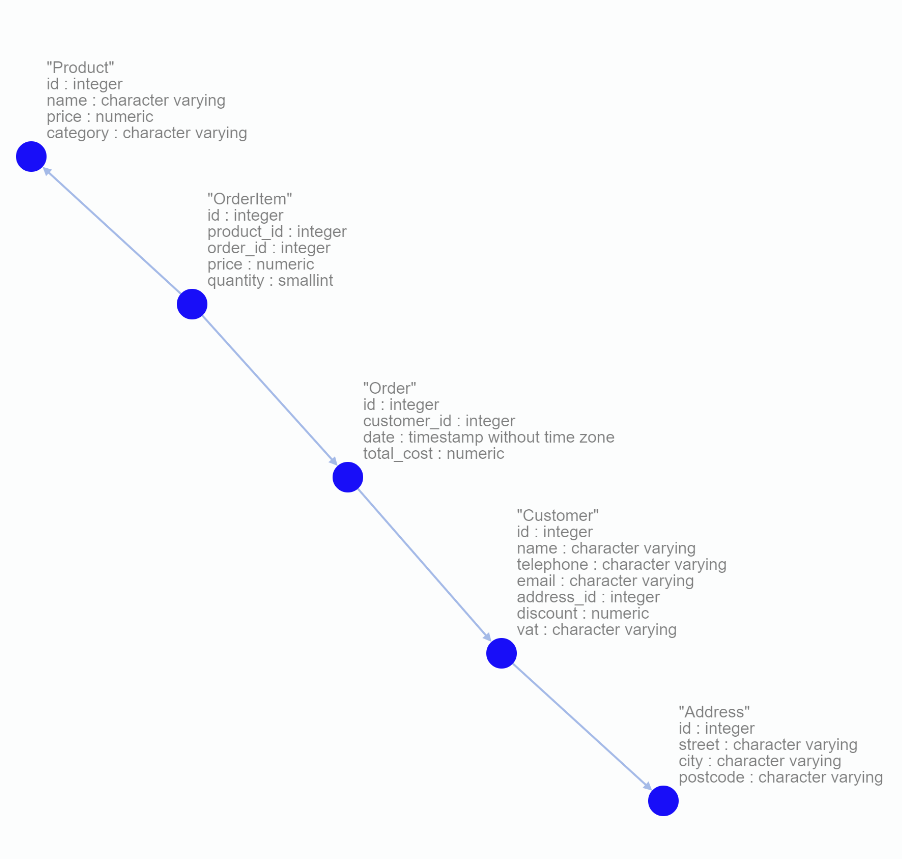 "Product"
id : integer
name : character varying
price : numeric
category : character varying
"OrderItem"
id : integer
product_id : integer
order_id : integer
price : numeric
quantity : smallint
"Order"
id : integer
customer_id : integer
date : timestamp without time zone
total_cost : numeric
"Customer"
id : integer
name : character varying
telephone : character varying
email : character varying
address_id : integer
discount : numeric
vat : character varying
"Address"
id : integer
street : character varying
city : character varying
postcode : character varying